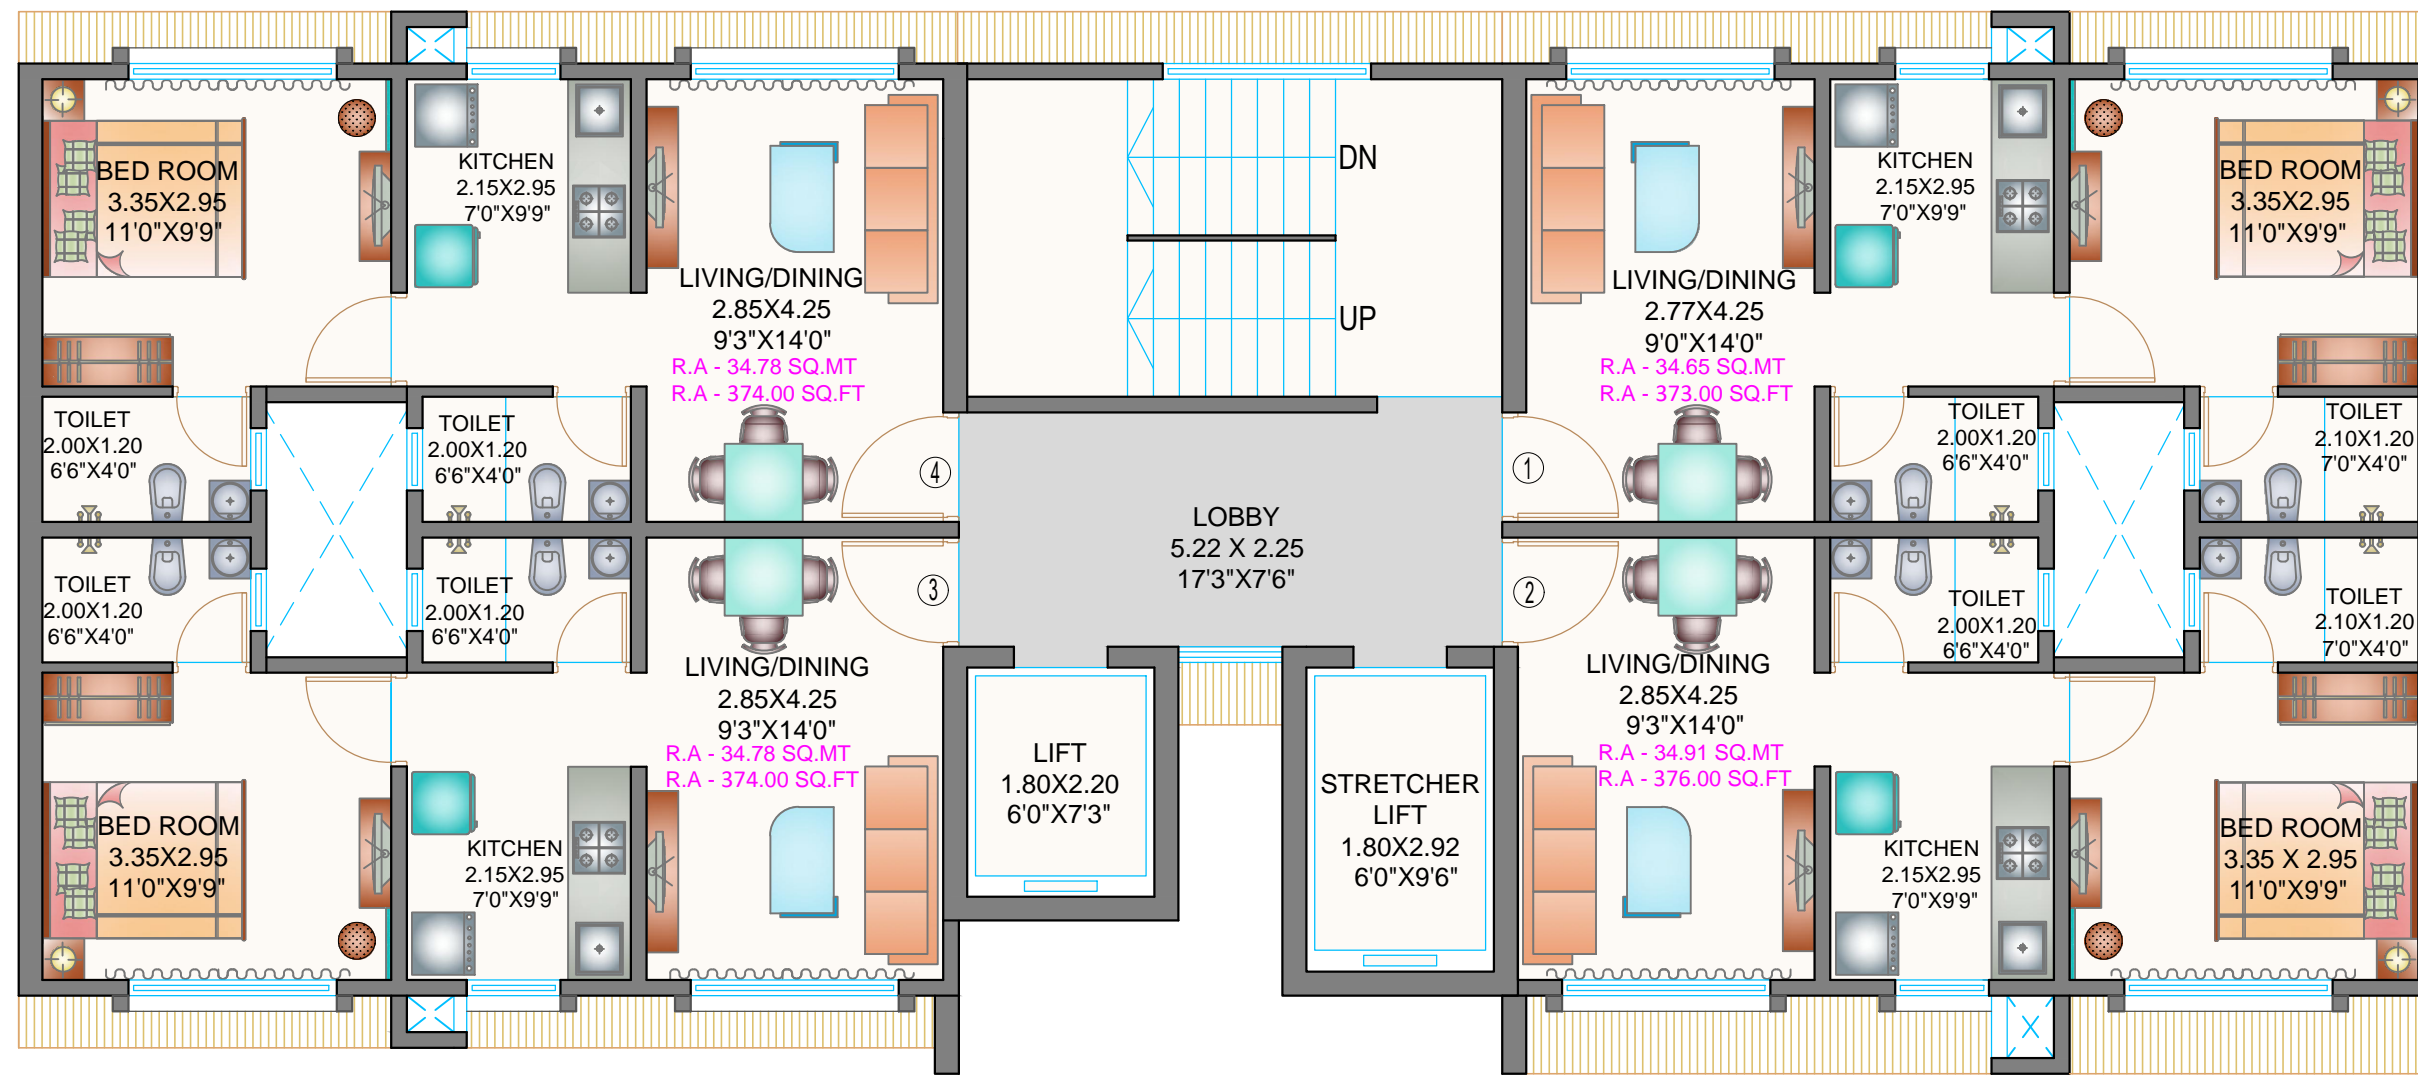 BED ROOM
3.35X2.95
11'0"X9'9"
KITCHEN
2.15X2.95
7'0"X9'9"
LIVING/DINING
2.85X4.25
9'3"X14'0"
R.A - 34.78 SQ.MT
R.A - 374.00 SQ.FT
DN
UP
LIVING/DINING
2.77X4.25
9'0"X14'0"
R.A - 34.65 SQ.MT
R.A - 373.00 SQ.FT
KITCHEN
2.15X2.95
7'0"X9'9"
BED ROOM
3.35X2.95
11'0"X9'9"
TOILET
2.00X1.20
6'6"X4'0"
TOILET
2.00X1.20
6'6"X4'0"
4
1
TOILET
2.00X1.20
6'6"X4'0"
TOILET
2.10X1.20
7'0"X4'0"
LOBBY
5.22 X 2.25
17'3"X7'6"
TOILET
2.00X1.20
6'6"X4'0"
TOILET
2.00X1.20
6'6"X4'0"
3
2
TOILET
2.00X1.20
6'6"X4'0"
TOILET
2.10X1.20
7'0"X4'0"
LIVING/DINING
2.85X4.25
9'3"X14'0"
R.A - 34.78 SQ.MT
R.A - 374.00 SQ.FT
LIFT
1.80X2.20
6'0"X7'3"
STRETCHER
LIFT
1.80X2.92
6'0"X9'6"
LIVING/DINING
2.85X4.25
9'3"X14'0"
R.A - 34.91 SQ.MT
R.A - 376.00 SQ.FT
BED ROOM
3.35X2.95
11'0"X9'9"
KITCHEN
2.15X2.95
7'0"X9'9"
KITCHEN
2.15X2.95
7'0"X9'9"
BED ROOM
3.35 X 2.95
11'0"X9'9"